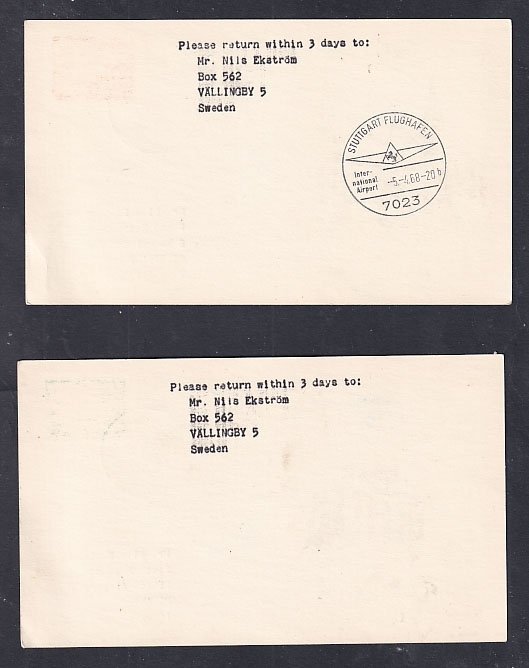 Please return within 3 days to:
Mr. Nils Ekström
Box 562
VÄLLINGBY 5
Sweden
STUTTGART FLUGHAFEN
Inter-
national
Airport
-5.-4.68-20 b
7023
Please return within 3 days to:
Mr. Nils Ekström
Box 562
VÄLLINGBY 5
Sweden